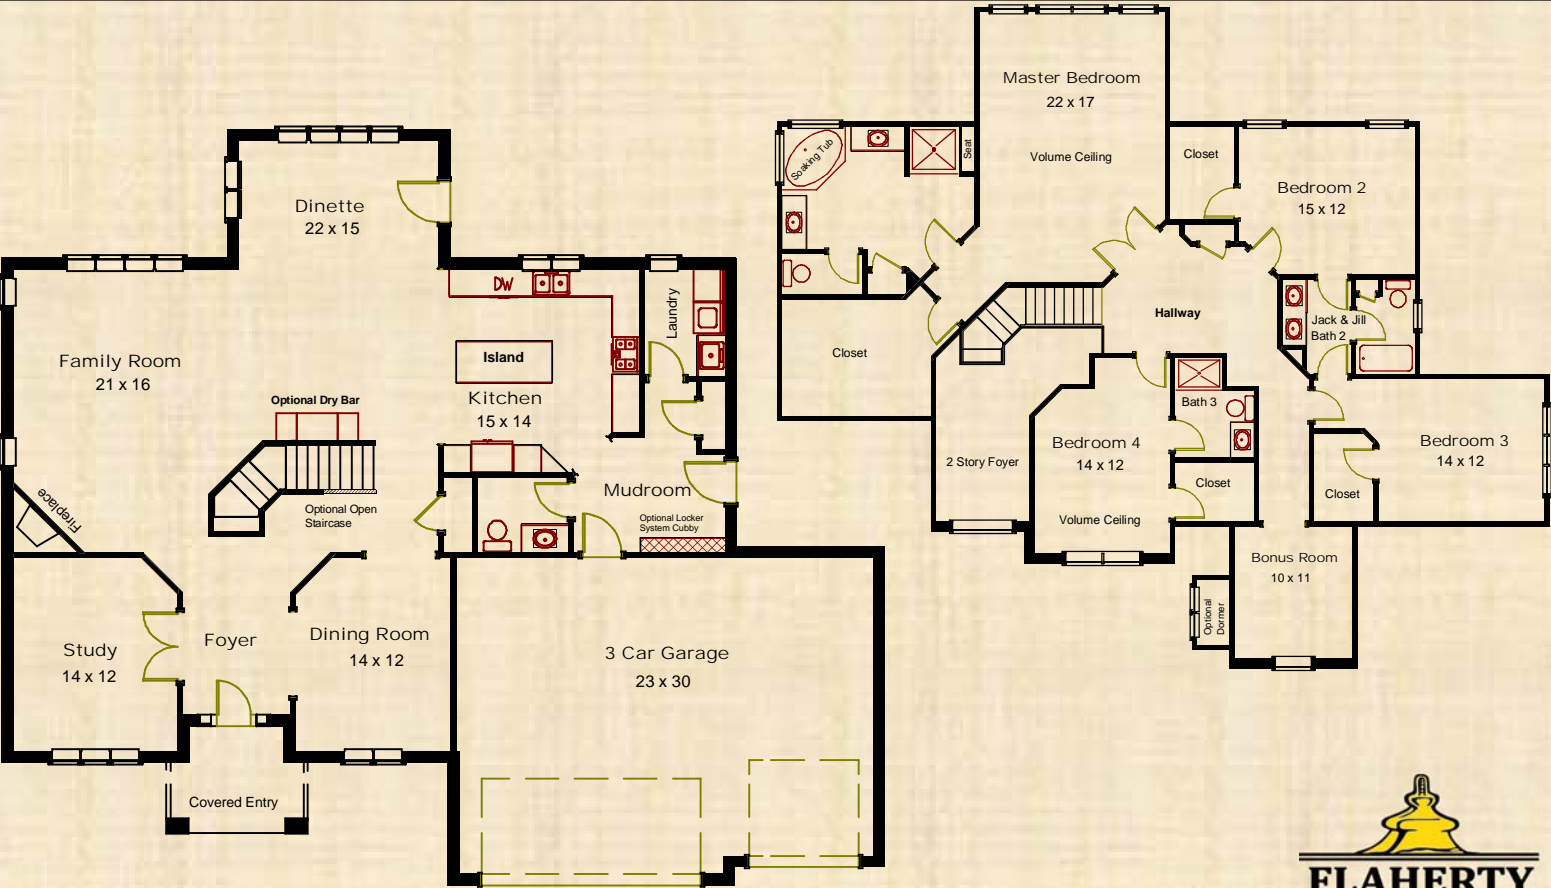 Dinette
22 x 15
Family Room
21 x 16
Fireplace
Optional Dry Bar
Optional Open
Staircase
DW
Island
Kitchen
15 x 14
Laundry
Mudroom
Optional Locker
System Cubby
Study
14 x 12
Foyer
Dining Room
14 x 12
3 Car Garage
23 x 30
Covered Entry
Master Bedroom
22 x 17
Volume Ceiling
Soaking Tub
Seat
Closet
Closet
Bedroom 2
15 x 12
Hallway
Jack & Jill
Bath 2
2 Story Foyer
Bedroom 4
14 x 12
Volume Ceiling
Bath 3
Closet
Bedroom 3
14 x 12
Closet
Bonus Room
10 x 11
Optional
Dormer
FLAHERTY